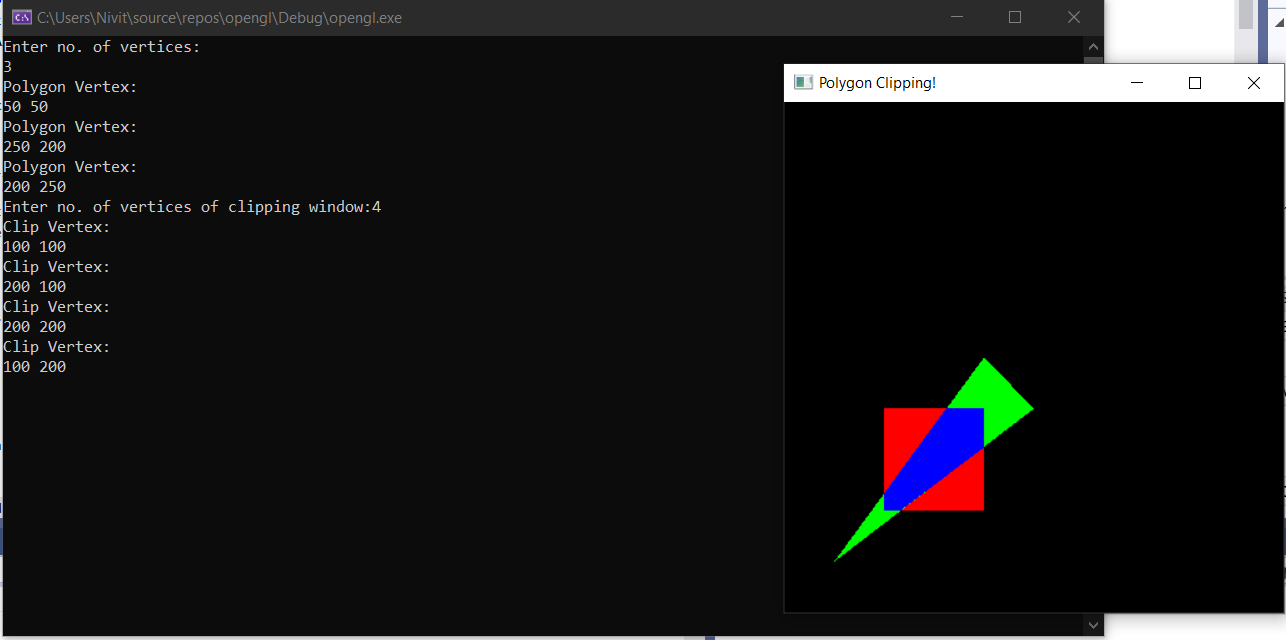 C:\Users\Nivit\source\repos\opengl\Debug\opengl.exe
Enter no. of vertices:
3
Polygon Vertex:
50 50
Polygon Vertex:
250 200
Polygon Vertex:
200 250
Enter no. of vertices of clipping window:4
Clip Vertex:
100 100
Clip Vertex:
200 100
Clip Vertex:
200 200
Clip Vertex:
100 200
Polygon Clipping!